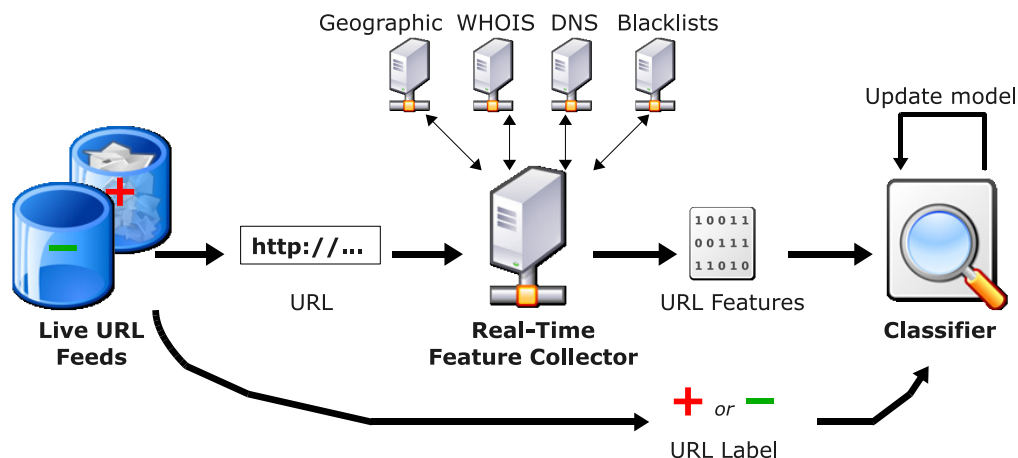 Geographic WHOIS DNS Blacklists
Update model
+
−
http://...
10011
00111
11010
URL
URL Features
Live URL
Feeds
Real-Time
Feature Collector
Classifier
+ or −
URL Label